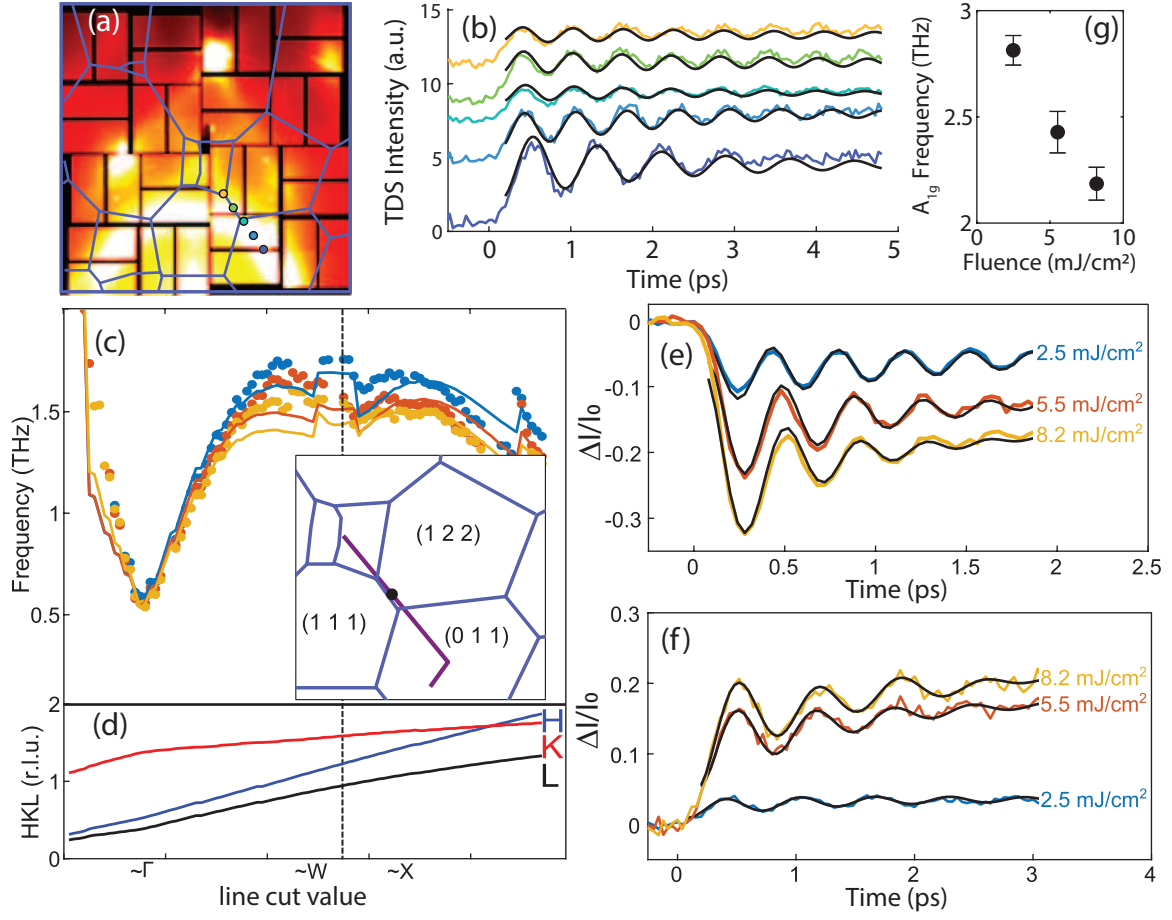 (a)
(b)
TDS Intensity (a.u.)
15
10
5
0
0 1 2 3 4 5
Time (ps)
(g)
A1g Frequency (THz)
3
2.5
2
0 5 10
Fluence (mJ/cm²)
(c)
Frequency (THz)
1.5
1
0.5
(1 2 2)
(1 1 1)
(0 1 1)
(d)
HKL (r.l.u.)
2
1
0
H
K
L
~Γ ~W ~X
line cut value
(e)
ΔI/I₀
0
-0.1
-0.2
-0.3
2.5 mJ/cm²
5.5 mJ/cm²
8.2 mJ/cm²
0 0.5 1 1.5 2 2.5
Time (ps)
(f)
ΔI/I₀
0.3
0.2
0.1
0
8.2 mJ/cm²
5.5 mJ/cm²
2.5 mJ/cm²
0 1 2 3 4
Time (ps)